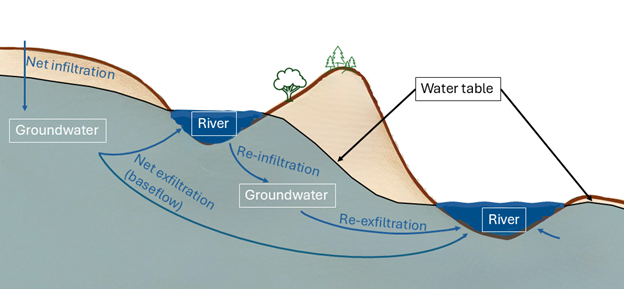 Net infiltration
Groundwater
River
Water table
Re-infiltration
Net exfiltration
(baseflow)
Groundwater
Re-exfiltration
River